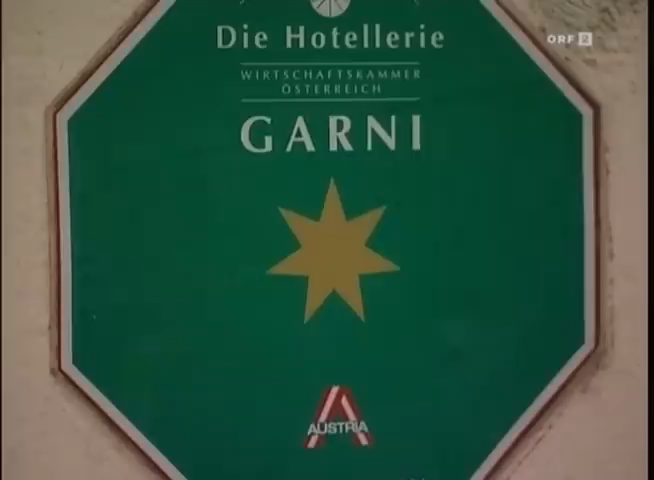 Die Hotellerie
ORF 2
WIRTSCHAFTSKAMMER
ÖSTERREICH
GARNI
AUSTRIA